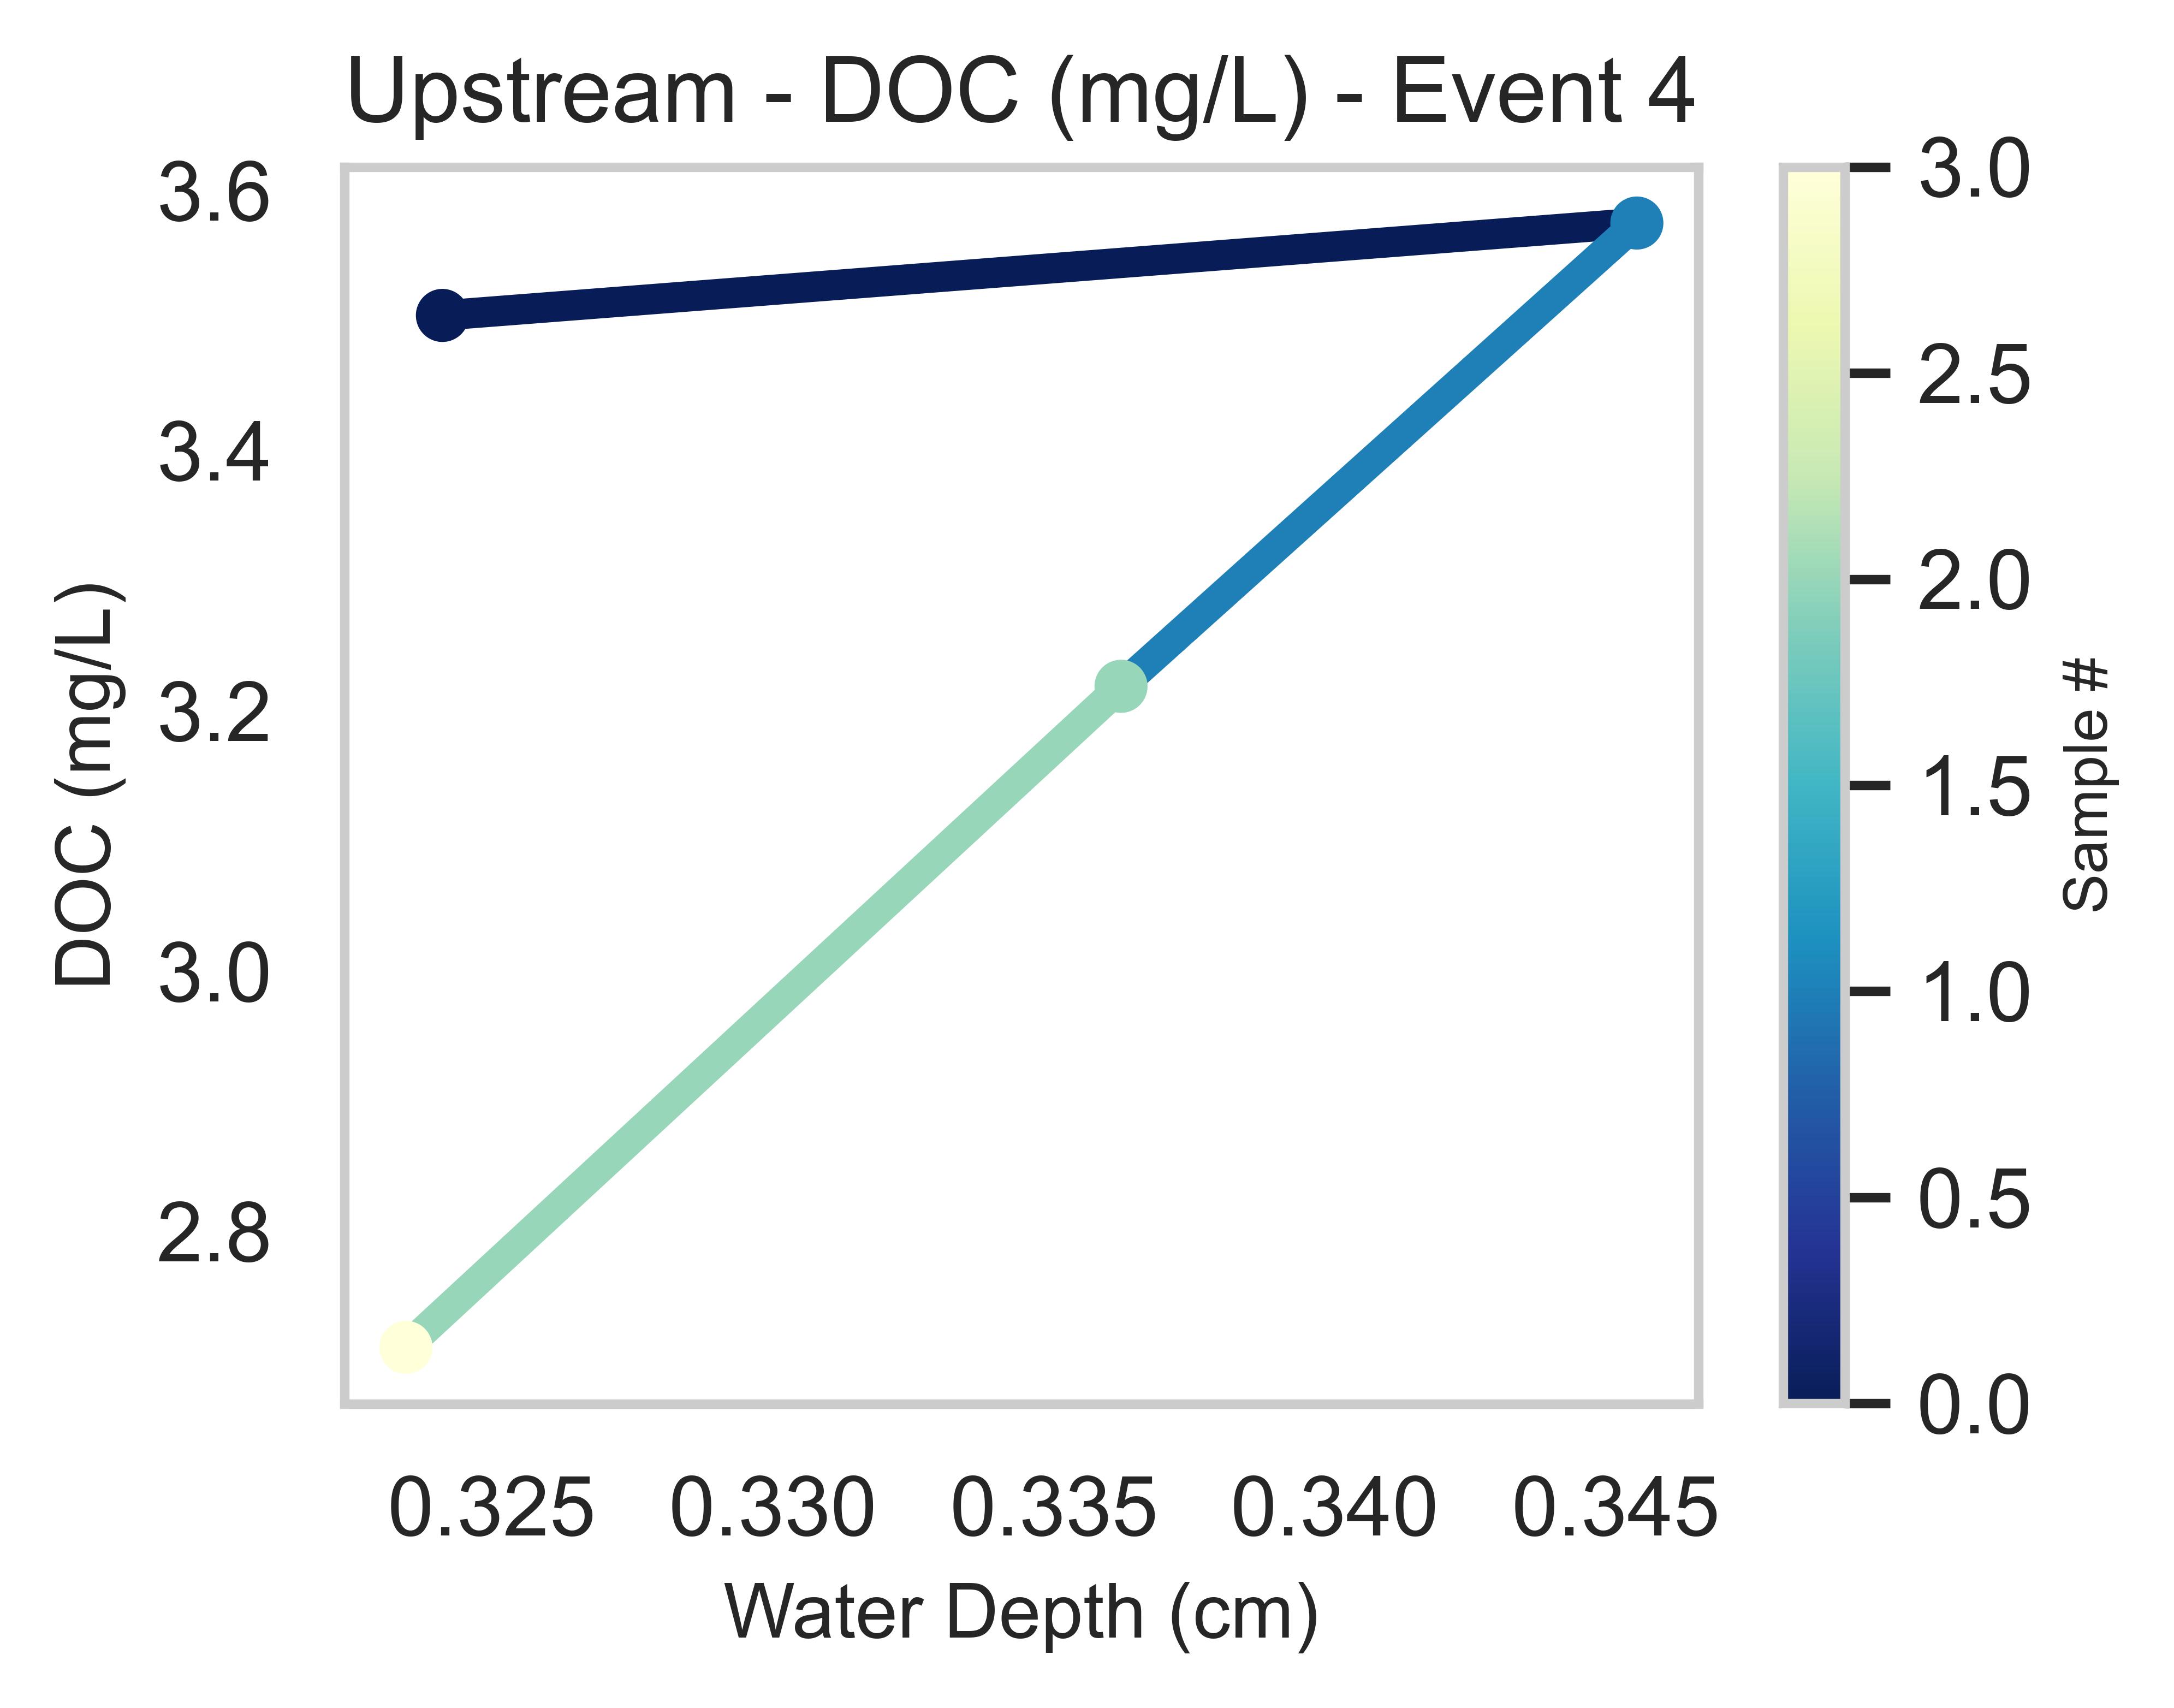 Upstream - DOC (mg/L) - Event 4
3.6
3.4
3.2
3.0
2.8
DOC (mg/L)
0.325 0.330 0.335 0.340 0.345
Water Depth (cm)
3.0
2.5
2.0
1.5
1.0
0.5
0.0
Sample #